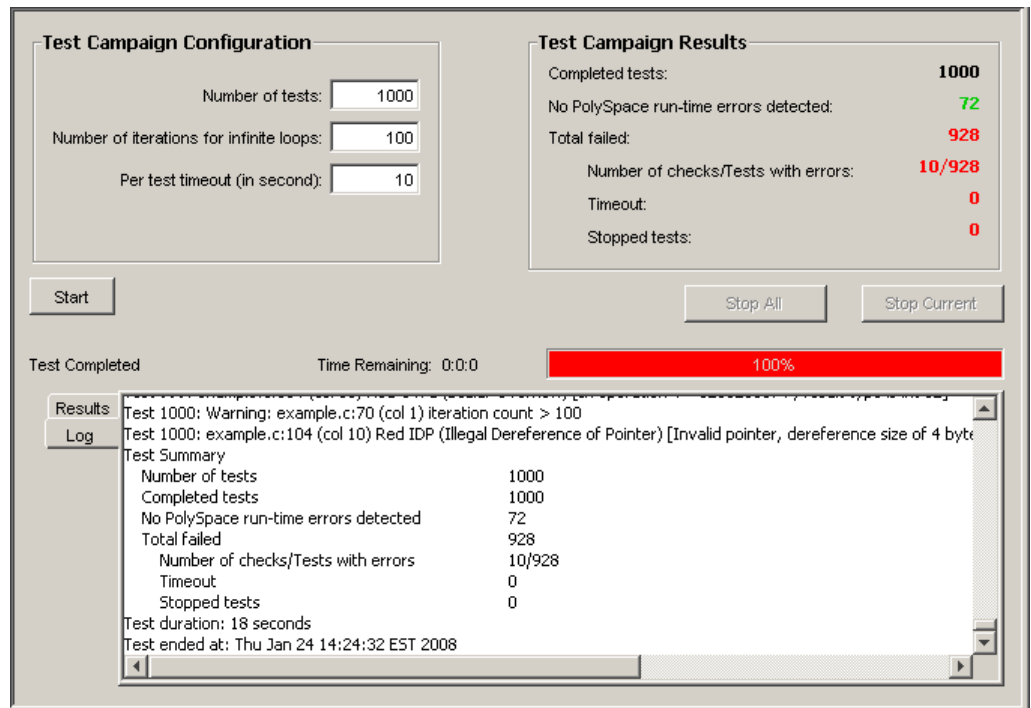 Test Campaign Configuration
Number of tests: 1000
Number of iterations for infinite loops: 100
Per test timeout (in second): 10
Test Campaign Results
Completed tests: 1000
No PolySpace run-time errors detected: 72
Total failed: 928
Number of checks/Tests with errors: 10/928
Timeout: 0
Stopped tests: 0
Start
Stop All
Stop Current
Test Completed
Time Remaining: 0:0:0
100%
Results
Log
Test 1000: Warning: example.c:70 (col 1) iteration count > 100
Test 1000: example.c:104 (col 10) Red IDP (Illegal Dereference of Pointer) [Invalid pointer, dereference size of 4 byte
Test Summary
Number of tests 1000
Completed tests 1000
No PolySpace run-time errors detected 72
Total failed 928
Number of checks/Tests with errors 10/928
Timeout 0
Stopped tests 0
Test duration: 18 seconds
Test ended at: Thu Jan 24 14:24:32 EST 2008